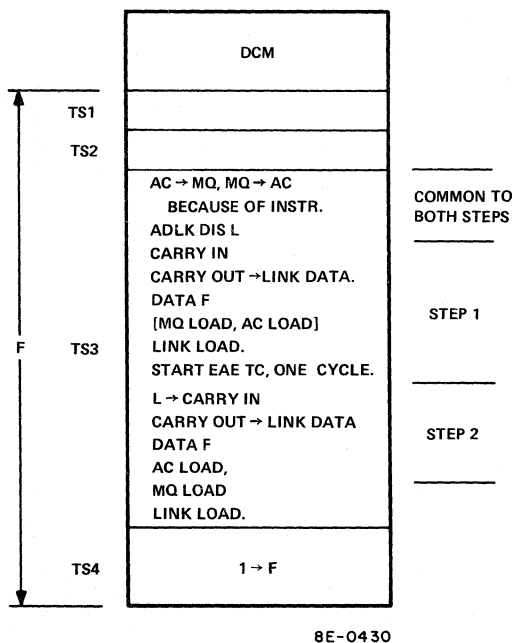 DCM
TS1
TS2
AC → MQ, MQ → AC
BECAUSE OF INSTR.
ADLK DIS L
CARRY IN
CARRY OUT → LINK DATA.
DATA F
[MQ LOAD, AC LOAD]
LINK LOAD.
START EAE TC, ONE CYCLE.
L → CARRY IN
CARRY OUT → LINK DATA
DATA F
AC LOAD,
MQ LOAD
LINK LOAD.
COMMON TO
BOTH STEPS
STEP 1
STEP 2
F
TS3
TS4
1 → F
8E-0430